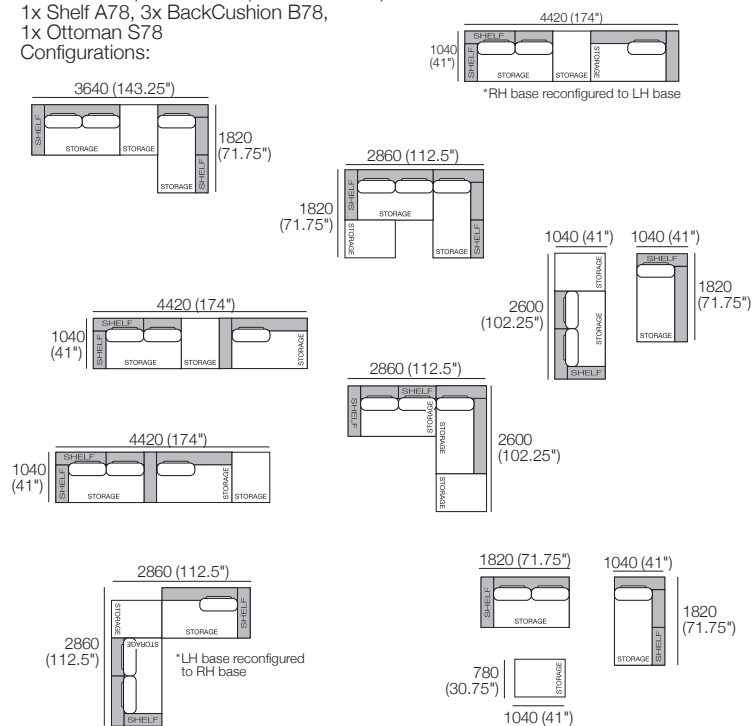 1x Shelf A78, 3x BackCushion B78,
1x Ottoman S78
Configurations:
4420 (174")
1040
(41")
SHELF
SHELF
STORAGE
STORAGE
STORAGE
*RH base reconfigured to LH base
3640 (143.25")
SHELF
STORAGE
STORAGE
STORAGE
SHELF
1820
(71.75")
2860 (112.5")
1820
(71.75")
SHELF
STORAGE
STORAGE
STORAGE
SHELF
1040 (41")
1040 (41")
2600
(102.25")
STORAGE
STORAGE
SHELF
SHELF
STORAGE
1820
(71.75")
4420 (174")
1040
(41")
SHELF
SHELF
STORAGE
STORAGE
STORAGE
2860 (112.5")
SHELF
SHELF
STORAGE
STORAGE
STORAGE
2600
(102.25")
4420 (174")
1040
(41")
SHELF
SHELF
STORAGE
STORAGE
STORAGE
2860 (112.5")
2860
(112.5")
STORAGE
STORAGE
STORAGE
SHELF
SHELF
*LH base reconfigured
to RH base
1820 (71.75")
STORAGE
1040 (41")
STORAGE
SHELF
1820
(71.75")
780
(30.75")
STORAGE
1040 (41")